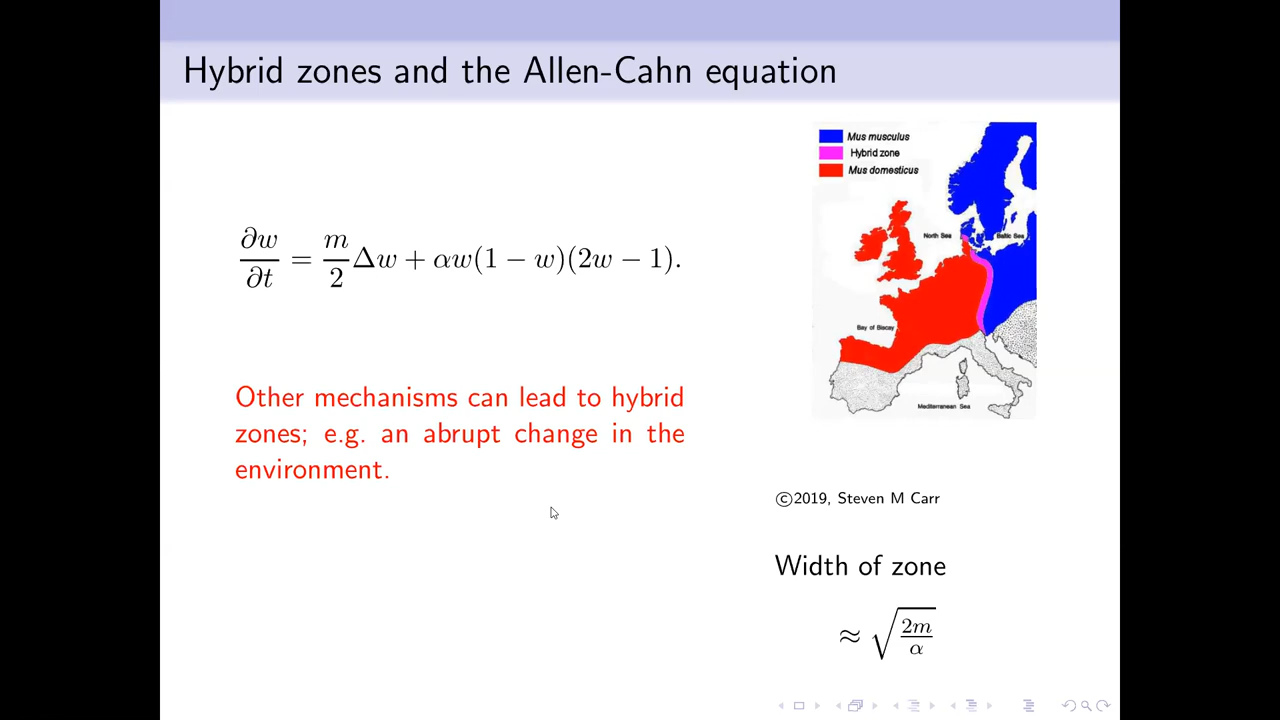 Hybrid zones and the Allen-Cahn equation
∂w/∂t = m/2 Δw + αw(1 − w)(2w − 1).
Other mechanisms can lead to hybrid
zones; e.g. an abrupt change in the
environment.
Mus musculus
Hybrid zone
Mus domesticus
North Sea
Baltic Sea
Bay of Biscay
Mediterranean Sea
©2019, Steven M Carr
Width of zone
≈ √(2m/α)